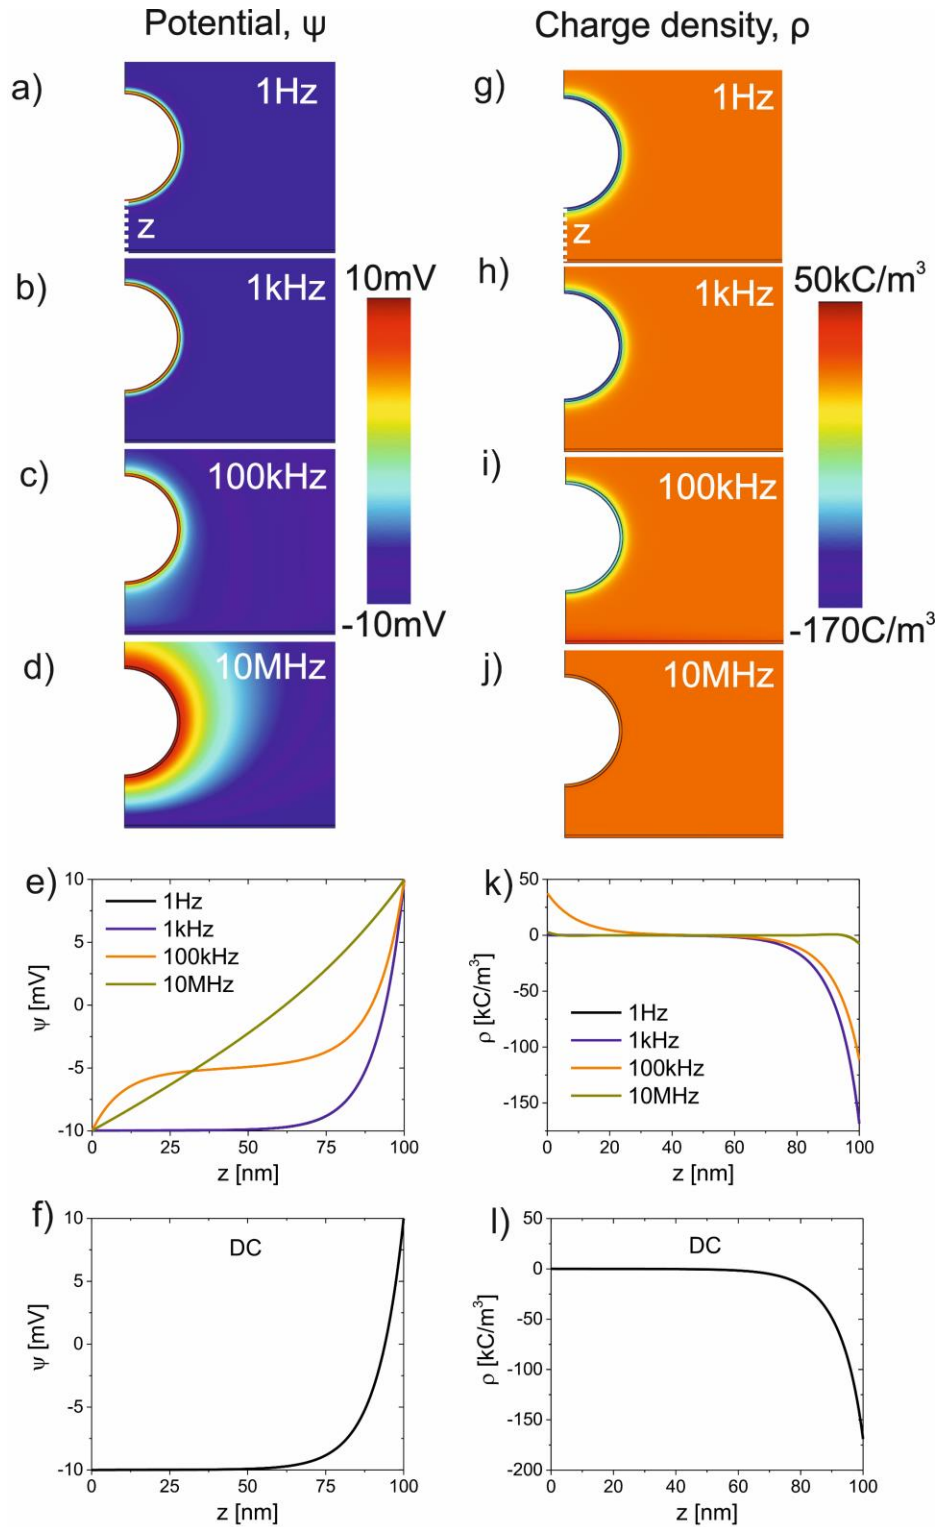 Potential, ψ
Charge density, ρ
a)
1Hz
z
b)
1kHz
10mV
c)
100kHz
-10mV
d)
10MHz
g)
1Hz
z
h)
1kHz
50kC/m³
i)
100kHz
-170C/m³
j)
10MHz
e)
10
5
0
-5
-10
ψ [mV]
1Hz
1kHz
100kHz
10MHz
0 25 50 75 100
z [nm]
k)
50
0
-50
-100
-150
ρ [kC/m³]
1Hz
1kHz
100kHz
10MHz
0 20 40 60 80 100
z [nm]
f)
10
5
0
-5
-10
ψ [mV]
DC
0 25 50 75 100
z [nm]
l)
50
0
-50
-100
-150
-200
ρ [kC/m³]
DC
0 20 40 60 80 100
z [nm]